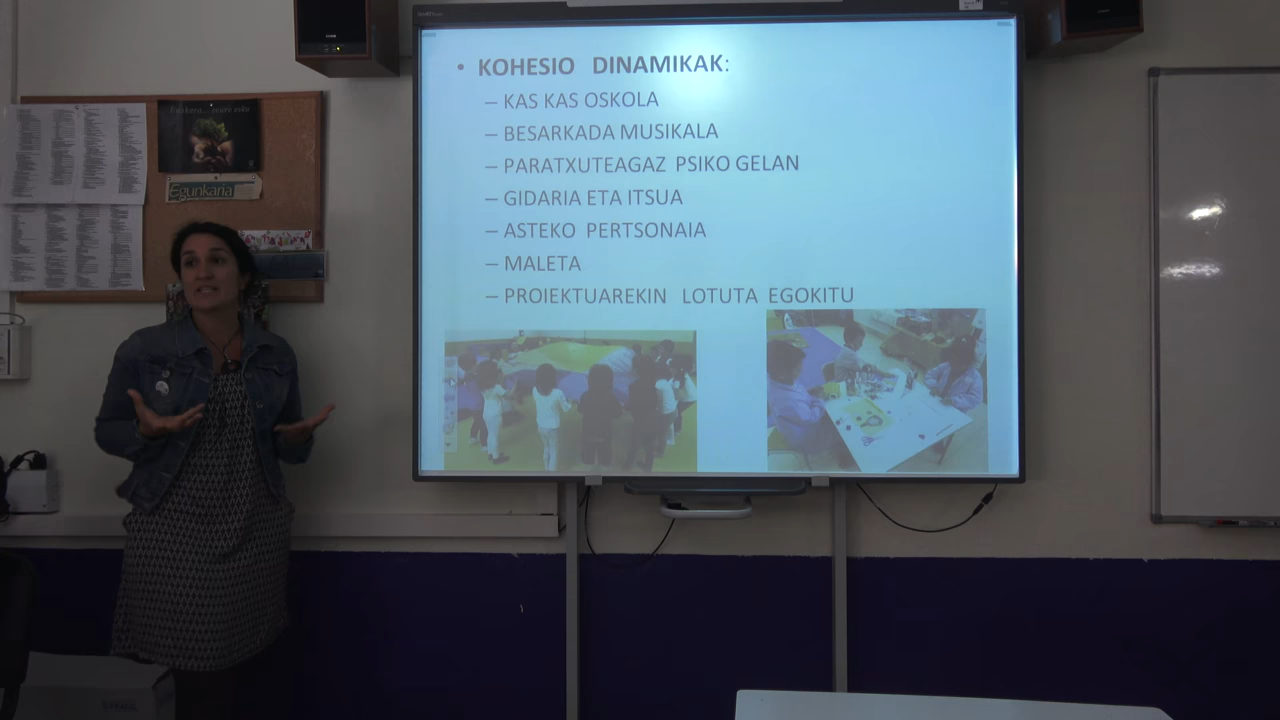 • KOHESIO DINAMIKAK:
– KAS KAS OSKOLA
– BESARKADA MUSIKALA
– PARATXUTEAGAZ PSIKO GELAN
– GIDARIA ETA ITSUA
– ASTEKO PERTSONAIA
– MALETA
– PROIEKTUAREKIN LOTUTA EGOKITU
Egunkaria